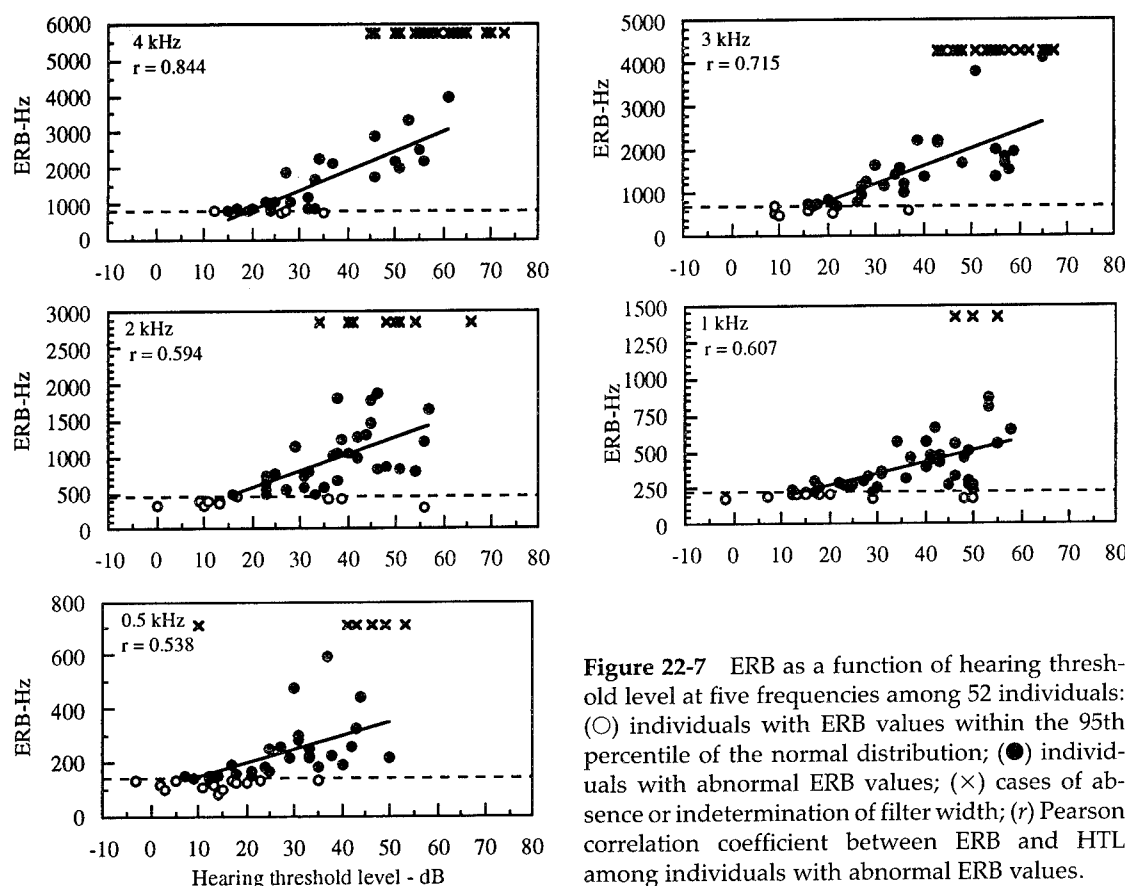 6000
5000
4000
3000
2000
1000
0
ERB-Hz
4 kHz
r = 0.844
-10 0 10 20 30 40 50 60 70 80
5000
4000
3000
2000
1000
0
ERB-Hz
3 kHz
r = 0.715
-10 0 10 20 30 40 50 60 70 80
3000
2500
2000
1500
1000
500
0
ERB-Hz
2 kHz
r = 0.594
-10 0 10 20 30 40 50 60 70 80
1500
1250
1000
750
500
250
0
ERB-Hz
1 kHz
r = 0.607
-10 0 10 20 30 40 50 60 70 80
800
600
400
200
0
ERB-Hz
0.5 kHz
r = 0.538
-10 0 10 20 30 40 50 60 70 80
Hearing threshold level - dB
Figure 22-7 ERB as a function of hearing thresh-
old level at five frequencies among 52 individuals:
(○) individuals with ERB values within the 95th
percentile of the normal distribution; (●) individ-
uals with abnormal ERB values; (×) cases of ab-
sence or indetermination of filter width; (r) Pearson
correlation coefficient between ERB and HTL
among individuals with abnormal ERB values.